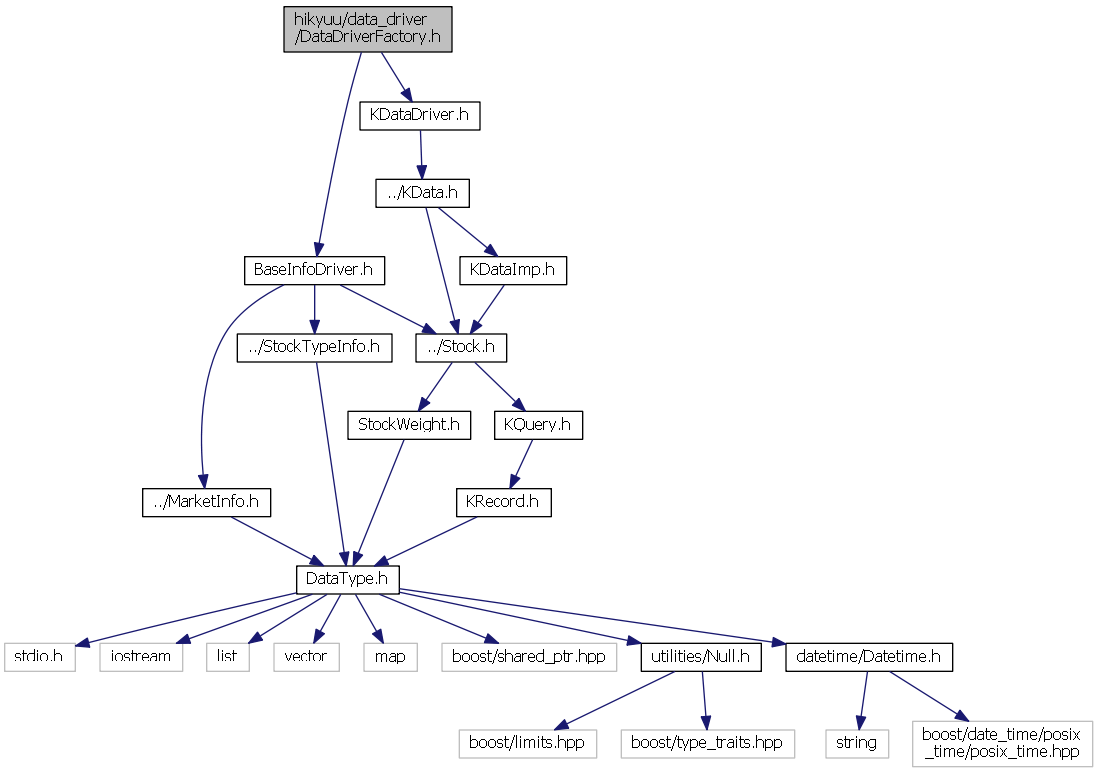 hikyuu/data_driver
/DataDriverFactory.h
KDataDriver.h
../KData.h
BaseInfoDriver.h
KDataImp.h
../StockTypeInfo.h
../Stock.h
StockWeight.h
KQuery.h
../MarketInfo.h
KRecord.h
DataType.h
stdio.h
iostream
list
vector
map
boost/shared_ptr.hpp
utilities/Null.h
datetime/Datetime.h
boost/limits.hpp
boost/type_traits.hpp
string
boost/date_time/posix
_time/posix_time.hpp